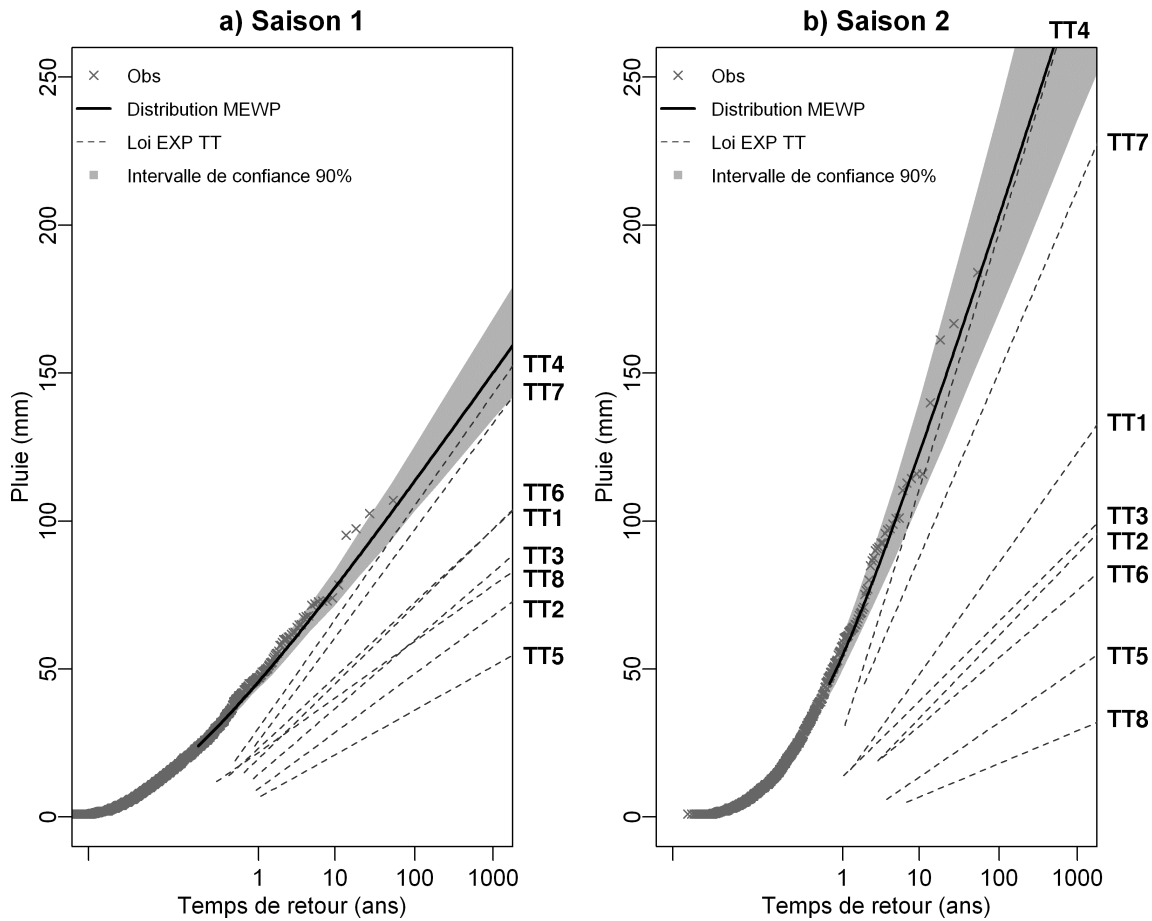 a) Saison 1
Obs
Distribution MEWP
Loi EXP TT
Intervalle de confiance 90%
250
200
150
100
50
0
Pluie (mm)
TT4
TT7
TT6
TT1
TT3
TT8
TT2
TT5
1 10 100 1000
Temps de retour (ans)
b) Saison 2
TT4
Obs
Distribution MEWP
Loi EXP TT
Intervalle de confiance 90%
250
200
150
100
50
0
Pluie (mm)
TT7
TT1
TT3
TT2
TT6
TT5
TT8
1 10 100 1000
Temps de retour (ans)